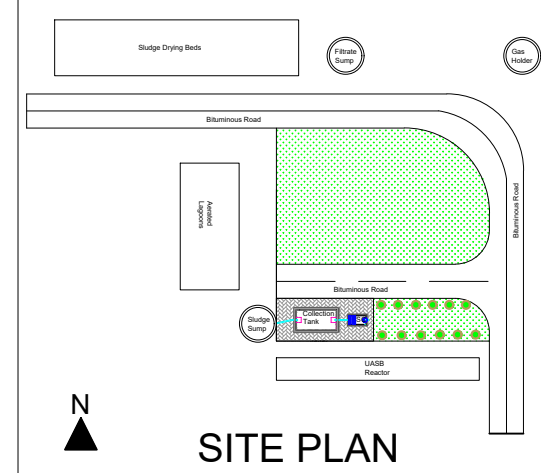 Sludge Drying Beds
Filtrate
Sump
Gas
Holder
Bituminous Road
Aerated
Lagoons
Bituminous Road
Bituminous Road
Sludge
Sump
Collection
Tank
UASB
Reactor
N
SITE PLAN